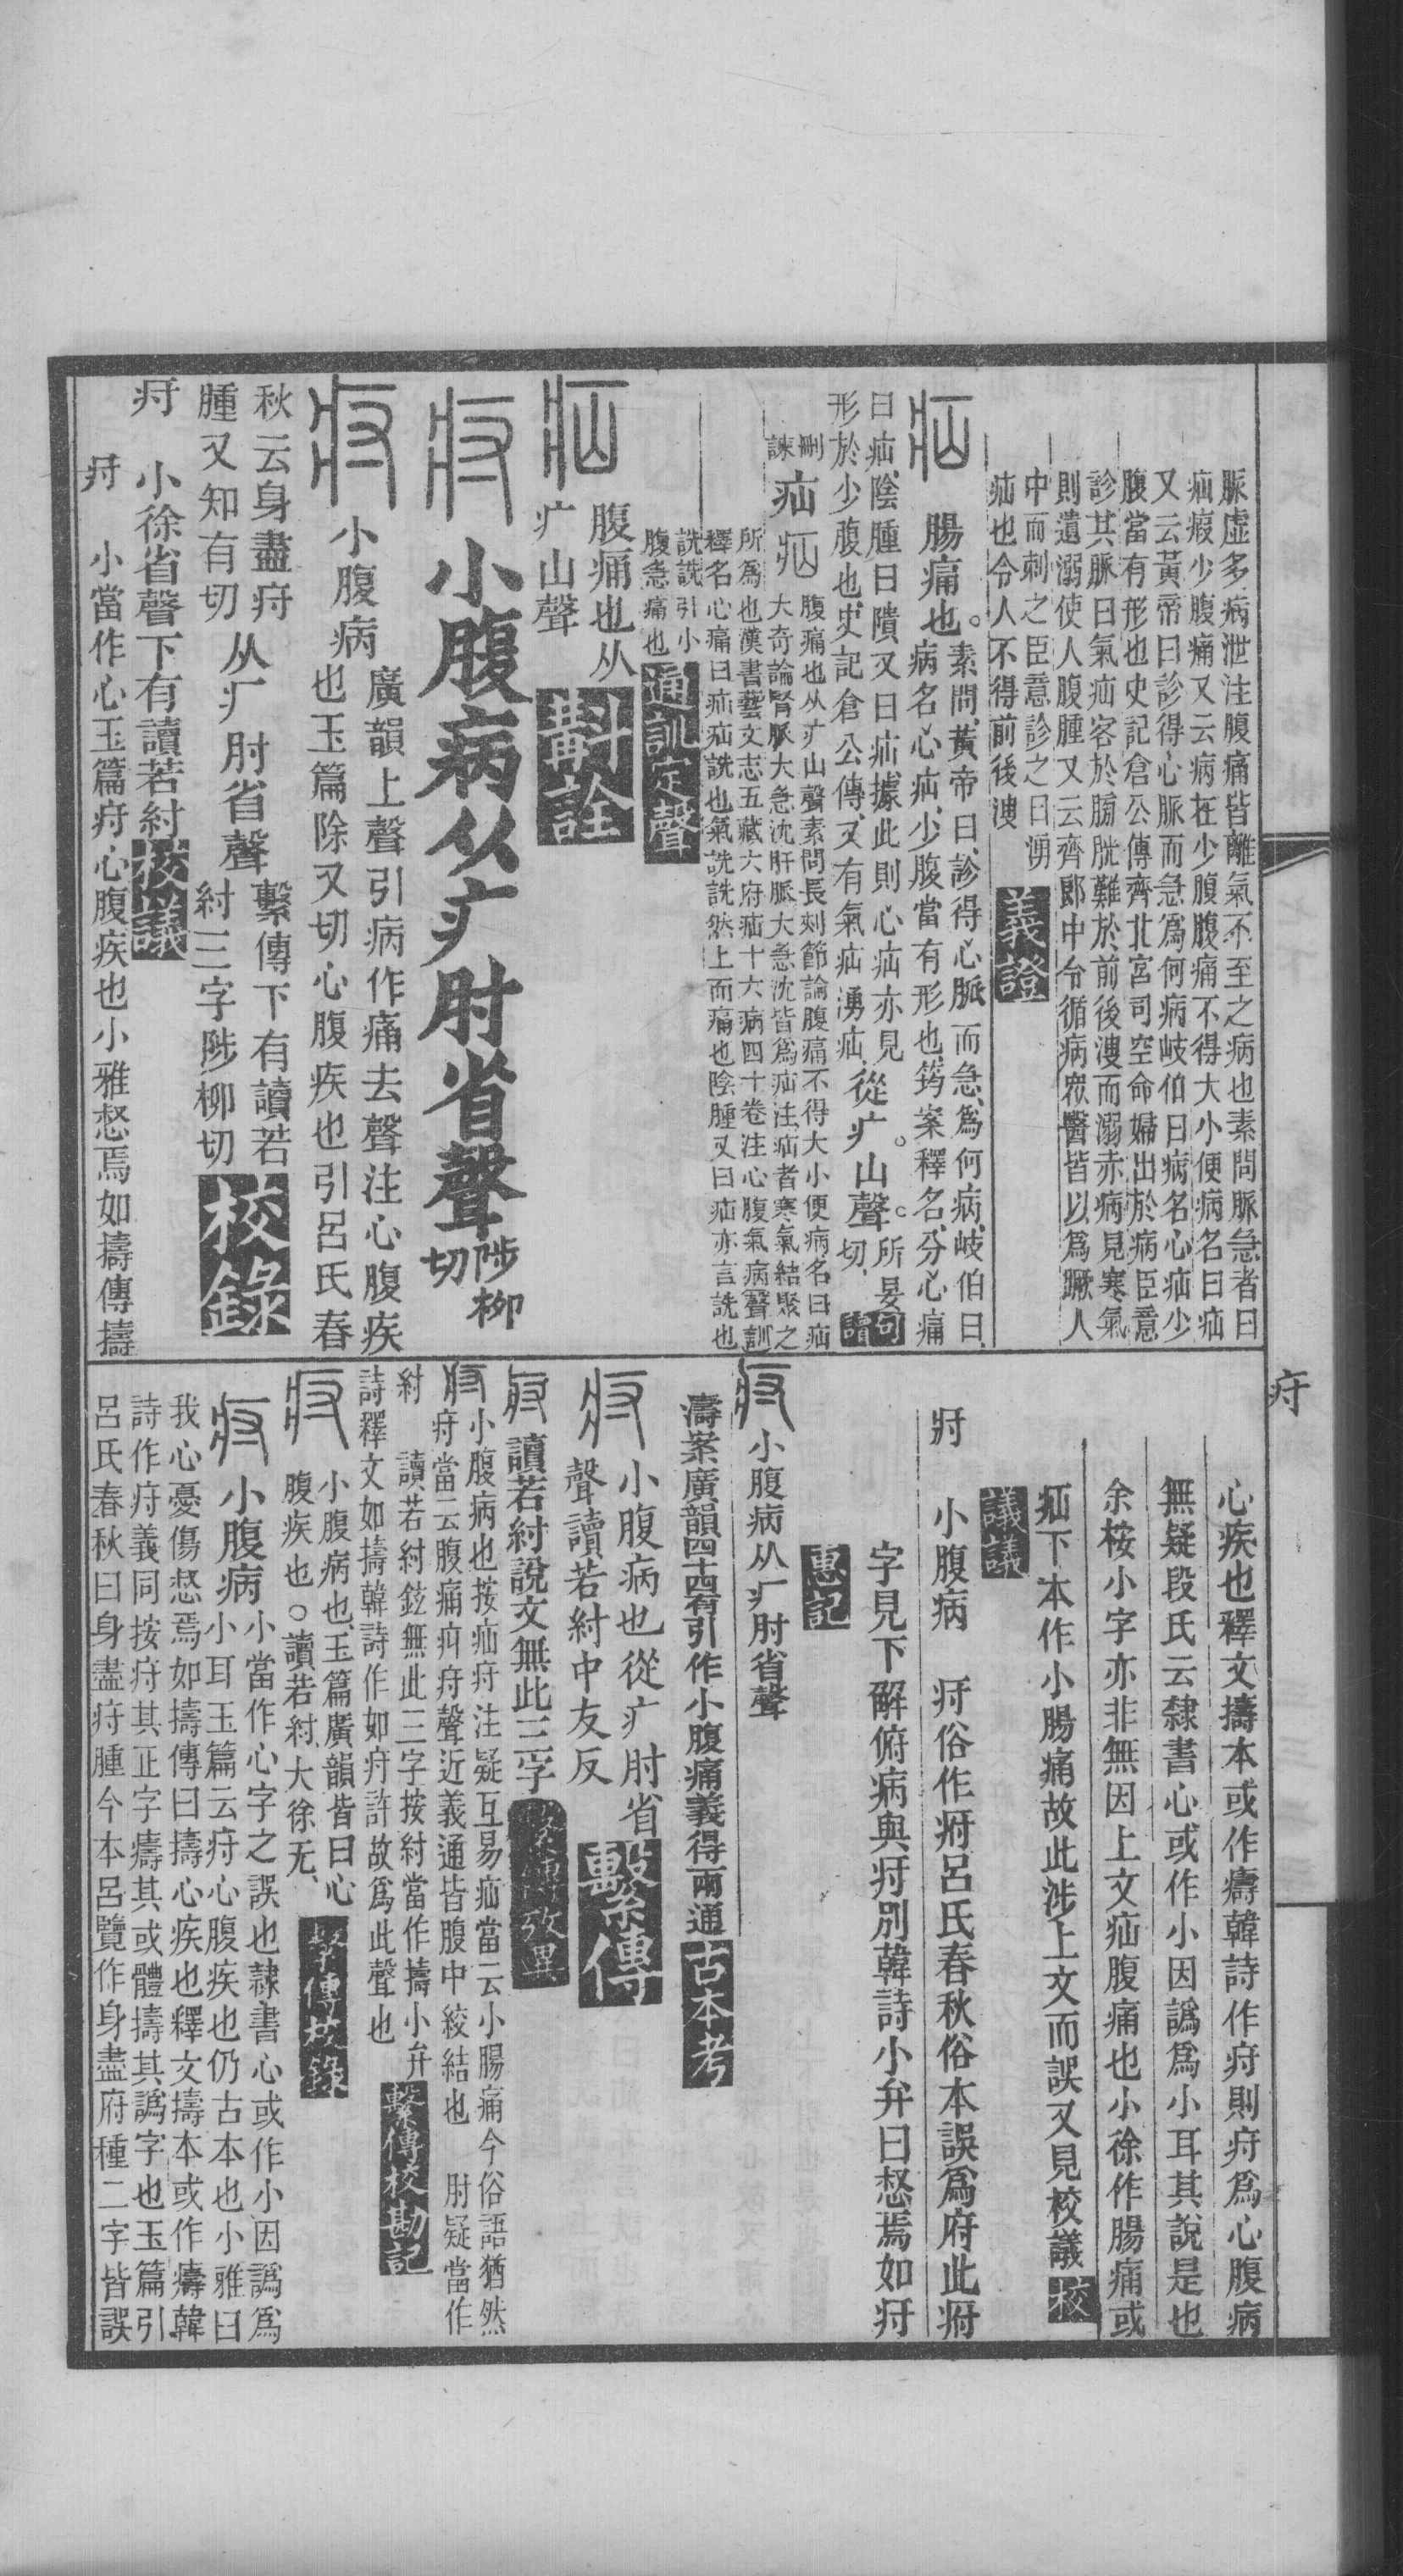 脈虛多病泄注腹痛皆離氣不至之病也素問脈急者曰
疝瘕少腹痛又云病在少腹腹痛不得大小便病名曰疝
又云黃帝曰診得心脈而急爲何病岐伯曰病名心疝少
腹當有形也史記倉公傳齊北宮司空命婦出於病臣意
診其脈曰氣疝客於膀胱難於前後溲而溺赤病見寒氣
則遺溺使人腹腫又云齊郎中令循病眾醫皆以爲蹶人
中而刺之臣意診之曰湧
疝也令人不得前後溲
義證
腸痛也。素問黃帝曰診得心脈而急爲何病岐伯曰
病名心疝少腹當有形也筠案釋名分心痛
曰疝陰腫曰隤又曰疝據此則心疝亦見
形於少腹也史記倉公傳又有氣疝湧疝
從疒。山聲。所晏切
句讀
刪誺
疝
腹痛也从疒山聲素問長刺節論腹痛不得大小便病名曰疝
大奇論腎脈大急沈肝脈大急沈皆爲疝注疝者寒氣結聚之
所爲也漢書藝文志五藏六府疝十六病四十卷注心腹氣病聲訓
釋名心痛曰疝疝詵也氣詵詵然上而痛也陰腫又曰疝亦言詵也
詵詵引小
腹急痛也
通訓定聲
腹痛也从
疒山聲
斠詮
小腹病从疒肘省聲陟柳切
小腹病
廣韻上聲引病作痛去聲注心腹疾
也玉篇除又切心腹疾也引呂氏春
秋云身盡疛
腫又知有切
从疒肘省聲
繫傳下有讀若
紂三字陟柳切
校錄
疛 小徐省聲下有讀若紂
校議
疛 小當作心玉篇疛心腹疾也小雅惄焉如擣傳擣
疛
心疾也釋文擣本或作𤻮韓詩作疛則疛爲心腹病
無疑段氏云隸書心或作小因譌爲小耳其說是也
余桉小字亦非無因上文疝腹痛也小徐作腸痛或
疝下本作小腸痛故此涉上文而誤又見校議
校
議議
疛 小腹病 疛俗作㾈呂氏春秋俗本誤爲府此㾈
字見下解俯病與疛別韓詩小弁曰惄焉如疛
惠記
小腹病从疒肘省聲
濤案廣韻四十四有引作小腹痛義得兩通
古本考
小腹病也從疒肘省
聲讀若紂中友反
繫傳
讀若紂說文無此三字
繫傳攷異
小腹病也按疝疛注疑互易疝當云小腸痛今俗語猶然
疛當云腹痛㽱疛聲近義通皆腹中絞結也 肘疑當作
紂 讀若紂鉉無此三字按紂當作擣小弁
詩釋文如擣韓詩作如疛許故爲此聲也
繫傳校勘記
小腹病也玉篇廣韻皆曰心
腹疾也。讀若紂大徐无
繫傳校錄
小腹病
小當作心字之誤也隸書心或作小因譌爲
小耳玉篇云疛心腹疾也仍古本也小雅曰
我心憂傷惄焉如擣傳曰擣心疾也釋文擣本或作𤻮韓
詩作疛義同按疛其正字𤻮其或體擣其譌字也玉篇引
呂氏春秋曰身盡疛腫今本呂覽作身盡府種二字皆誤